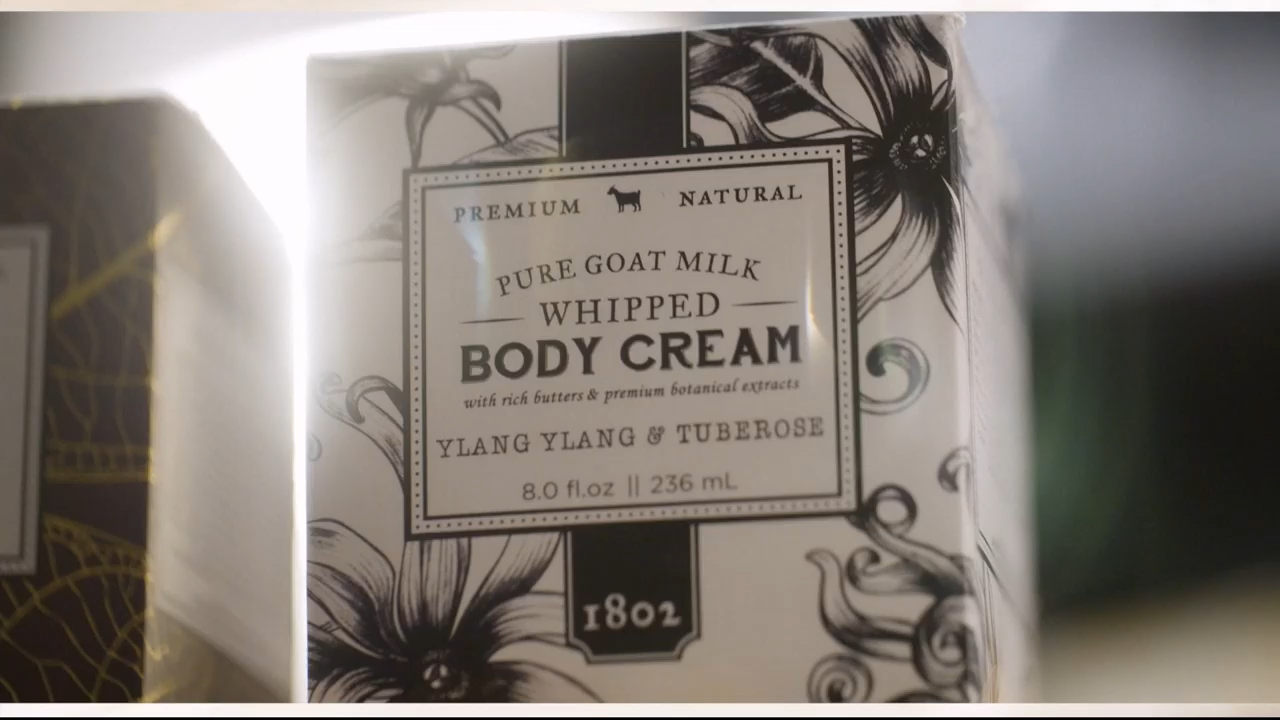 PREMIUM NATURAL
PURE GOAT MILK
WHIPPED
BODY CREAM
with rich butters & premium botanical extracts
YLANG YLANG & TUBEROSE
8.0 fl.oz || 236 mL
1802